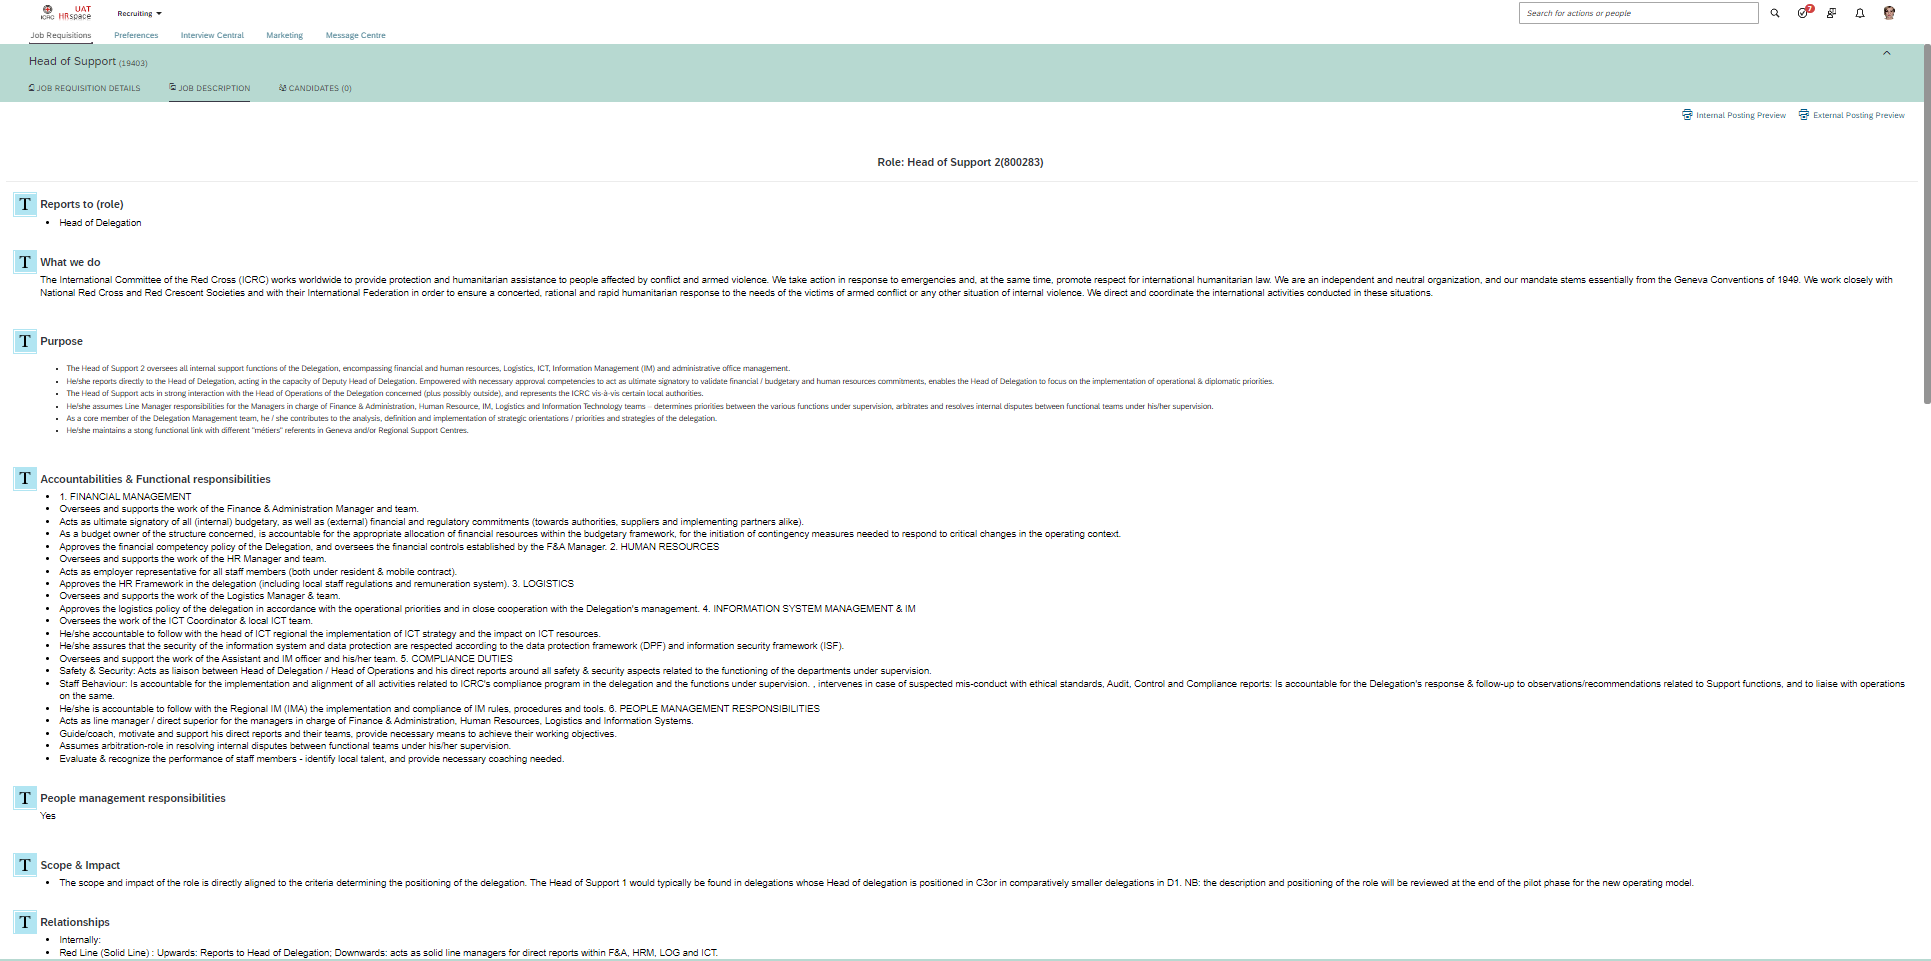 ICRC UAT HRspace Recruiting
Search for actions or people
7
Job Requisitions Preferences Interview Central Marketing Message Centre
Head of Support (19403)
JOB REQUISITION DETAILS JOB DESCRIPTION CANDIDATES (0)
Internal Posting Preview External Posting Preview
Role: Head of Support 2(800283)
T Reports to (role)
• Head of Delegation
T What we do
The International Committee of the Red Cross (ICRC) works worldwide to provide protection and humanitarian assistance to people affected by conflict and armed violence. We take action in response to emergencies and, at the same time, promote respect for international humanitarian law. We are an independent and neutral organization, and our mandate stems essentially from the Geneva Conventions of 1949. We work closely with
National Red Cross and Red Crescent Societies and with their International Federation in order to ensure a concerted, rational and rapid humanitarian response to the needs of the victims of armed conflict or any other situation of internal violence. We direct and coordinate the international activities conducted in these situations.
T Purpose
• The Head of Support 2 oversees all internal support functions of the Delegation, encompassing financial and human resources, Logistics, ICT, Information Management (IM) and administrative office management.
• He/she reports directly to the Head of Delegation, acting in the capacity of Deputy Head of Delegation. Empowered with necessary approval competencies to act as ultimate signatory to validate financial / budgetary and human resources commitments, enables the Head of Delegation to focus on the implementation of operational & diplomatic priorities.
• The Head of Support acts in strong interaction with the Head of Operations of the Delegation concerned (plus possibly outside), and represents the ICRC vis-à-vis certain local authorities.
• He/she assumes Line Manager responsibilities for the Managers in charge of Finance & Administration, Human Resource, IM, Logistics and Information Technology teams – determines priorities between the various functions under supervision, arbitrates and resolves internal disputes between functional teams under his/her supervision.
• As a core member of the Delegation Management team, he / she contributes to the analysis, definition and implementation of strategic orientations / priorities and strategies of the delegation.
• He/she maintains a stong functional link with different "métiers" referents in Geneva and/or Regional Support Centres.
T Accountabilities & Functional responsibilities
• 1. FINANCIAL MANAGEMENT
• Oversees and supports the work of the Finance & Administration Manager and team.
• Acts as ultimate signatory of all (internal) budgetary, as well as (external) financial and regulatory commitments (towards authorities, suppliers and implementing partners alike).
• As a budget owner of the structure concerned, is accountable for the appropriate allocation of financial resources within the budgetary framework, for the initiation of contingency measures needed to respond to critical changes in the operating context.
• Approves the financial competency policy of the Delegation, and oversees the financial controls established by the F&A Manager. 2. HUMAN RESOURCES
• Oversees and supports the work of the HR Manager and team.
• Acts as employer representative for all staff members (both under resident & mobile contract).
• Approves the HR Framework in the delegation (including local staff regulations and remuneration system). 3. LOGISTICS
• Oversees and supports the work of the Logistics Manager & team.
• Approves the logistics policy of the delegation in accordance with the operational priorities and in close cooperation with the Delegation's management. 4. INFORMATION SYSTEM MANAGEMENT & IM
• Oversees the work of the ICT Coordinator & local ICT team.
• He/she accountable to follow with the head of ICT regional the implementation of ICT strategy and the impact on ICT resources.
• He/she assures that the security of the information system and data protection are respected according to the data protection framework (DPF) and information security framework (ISF).
• Oversees and support the work of the Assistant and IM officer and his/her team. 5. COMPLIANCE DUTIES
• Safety & Security: Acts as liaison between Head of Delegation / Head of Operations and his direct reports around all safety & security aspects related to the functioning of the departments under supervision.
• Staff Behaviour: Is accountable for the implementation and alignment of all activities related to ICRC's compliance program in the delegation and the functions under supervision. , intervenes in case of suspected mis-conduct with ethical standards, Audit, Control and Compliance reports: Is accountable for the Delegation's response & follow-up to observations/recommendations related to Support functions, and to liaise with operations
on the same.
• He/she is accountable to follow with the Regional IM (IMA) the implementation and compliance of IM rules, procedures and tools. 6. PEOPLE MANAGEMENT RESPONSIBILITIES
• Acts as line manager / direct superior for the managers in charge of Finance & Administration, Human Resources, Logistics and Information Systems.
• Guide/coach, motivate and support his direct reports and their teams, provide necessary means to achieve their working objectives.
• Assumes arbitration-role in resolving internal disputes between functional teams under his/her supervision.
• Evaluate & recognize the performance of staff members - identify local talent, and provide necessary coaching needed.
T People management responsibilities
Yes
T Scope & Impact
• The scope and impact of the role is directly aligned to the criteria determining the positioning of the delegation. The Head of Support 1 would typically be found in delegations whose Head of delegation is positioned in C3or in comparatively smaller delegations in D1. NB: the description and positioning of the role will be reviewed at the end of the pilot phase for the new operating model.
T Relationships
• Internally:
• Red Line (Solid Line) : Upwards: Reports to Head of Delegation; Downwards: acts as solid line managers for direct reports within F&A, HRM, LOG and ICT.